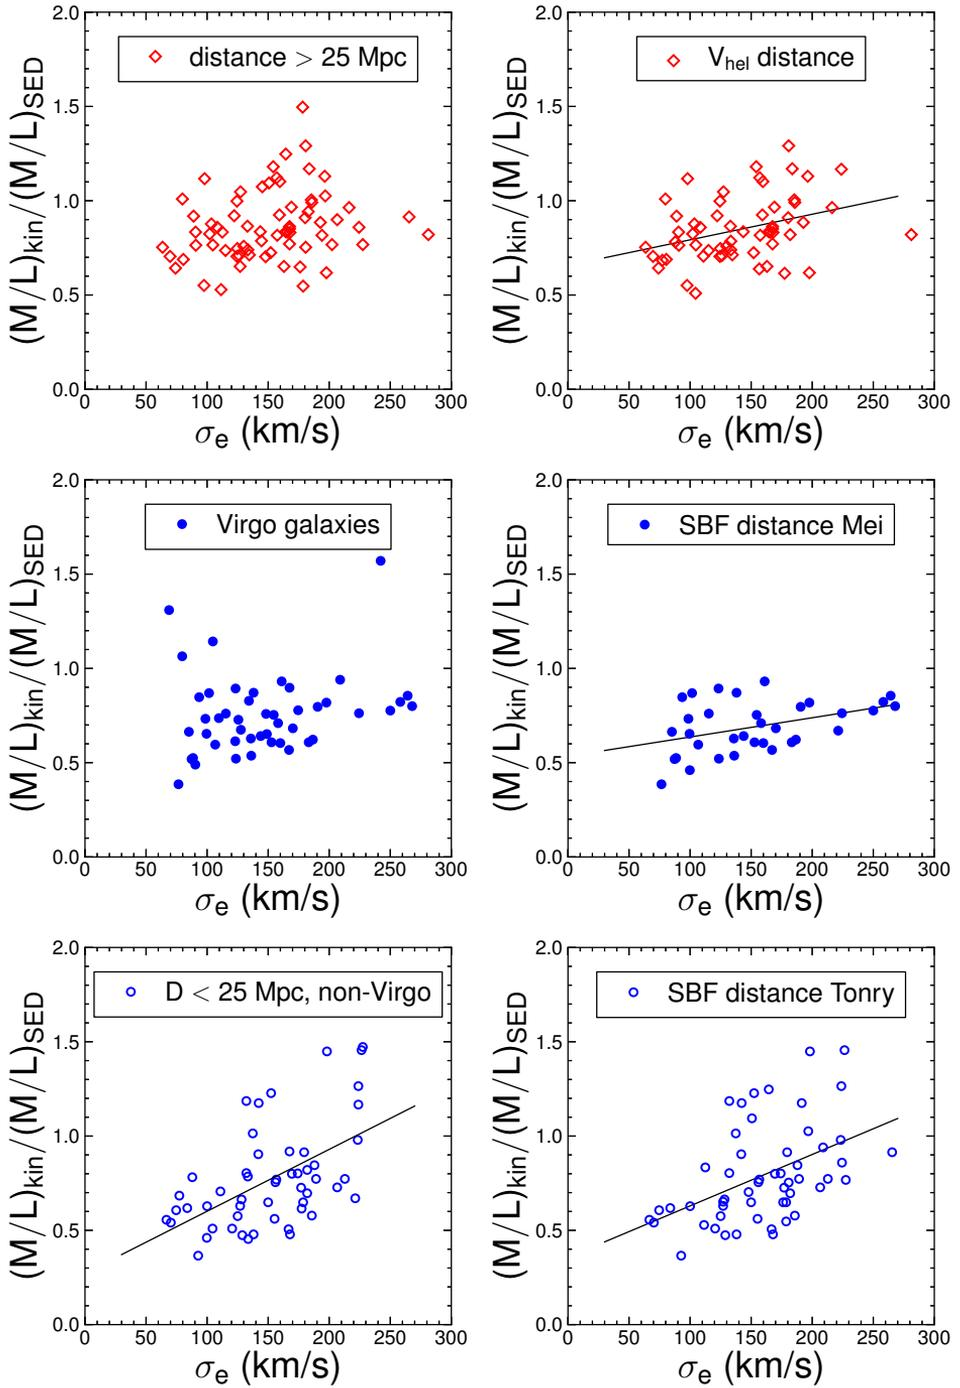 distance > 25 Mpc
(M/L)kin/(M/L)SED
2.0
1.5
1.0
0.5
0.0
0 50 100 150 200 250 300
σe (km/s)
Vhel distance
(M/L)kin/(M/L)SED
2.0
1.5
1.0
0.5
0.0
0 50 100 150 200 250 300
σe (km/s)
Virgo galaxies
(M/L)kin/(M/L)SED
2.0
1.5
1.0
0.5
0.0
0 50 100 150 200 250 300
σe (km/s)
SBF distance Mei
(M/L)kin/(M/L)SED
2.0
1.5
1.0
0.5
0.0
0 50 100 150 200 250 300
σe (km/s)
D < 25 Mpc, non-Virgo
(M/L)kin/(M/L)SED
2.0
1.5
1.0
0.5
0.0
0 50 100 150 200 250 300
σe (km/s)
SBF distance Tonry
(M/L)kin/(M/L)SED
2.0
1.5
1.0
0.5
0.0
0 50 100 150 200 250 300
σe (km/s)